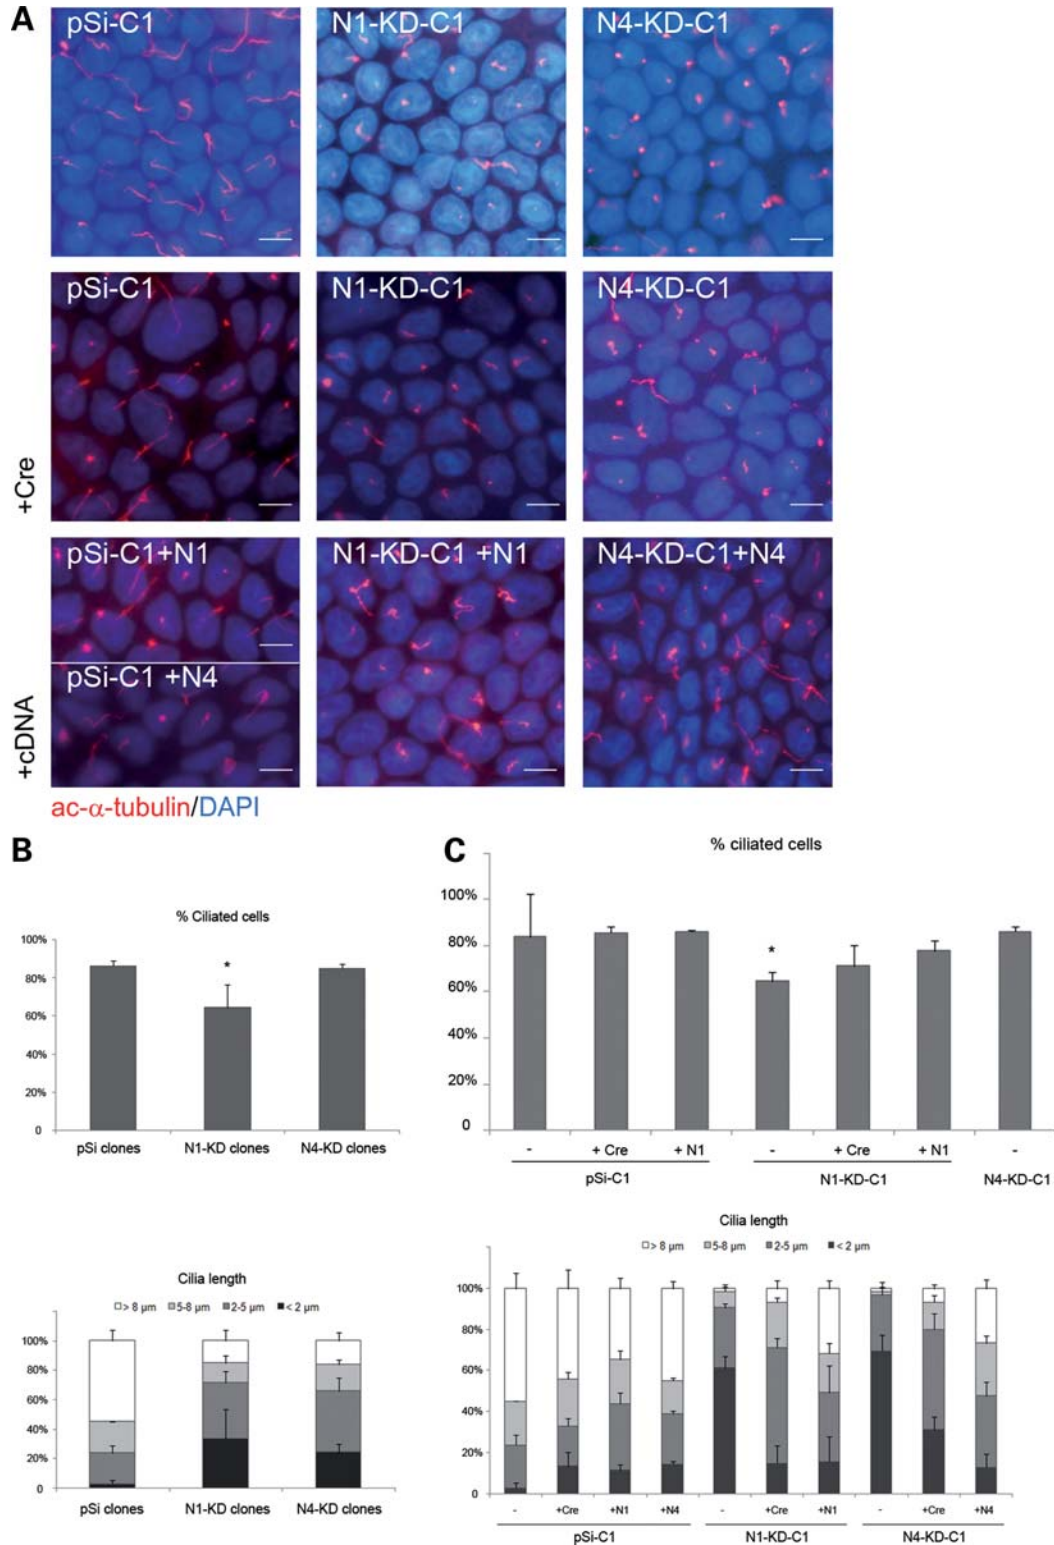 A
pSi-C1
N1-KD-C1
N4-KD-C1
+Cre
pSi-C1
N1-KD-C1
N4-KD-C1
+cDNA
pSi-C1+N1
N1-KD-C1 +N1
N4-KD-C1+N4
pSi-C1 +N4
ac-α-tubulin/DAPI
B
% Ciliated cells
100%
80%
60%
40%
20%
0
*
pSi clones N1-KD clones N4-KD clones
Cilia length
> 8 µm 5-8 µm 2-5 µm < 2 µm
100%
80%
60%
40%
20%
0
pSi clones N1-KD clones N4-KD clones
C
% ciliated cells
100%
80%
60%
40%
20%
0
*
- + Cre + N1 - + Cre + N1 -
pSi-C1 N1-KD-C1 N4-KD-C1
Cilia length
> 8 µm 5-8 µm 2-5 µm < 2 µm
100%
80%
60%
40%
20%
0
- +Cre +N1 +N4 - +Cre +N1 - +Cre +N4
pSi-C1 N1-KD-C1 N4-KD-C1